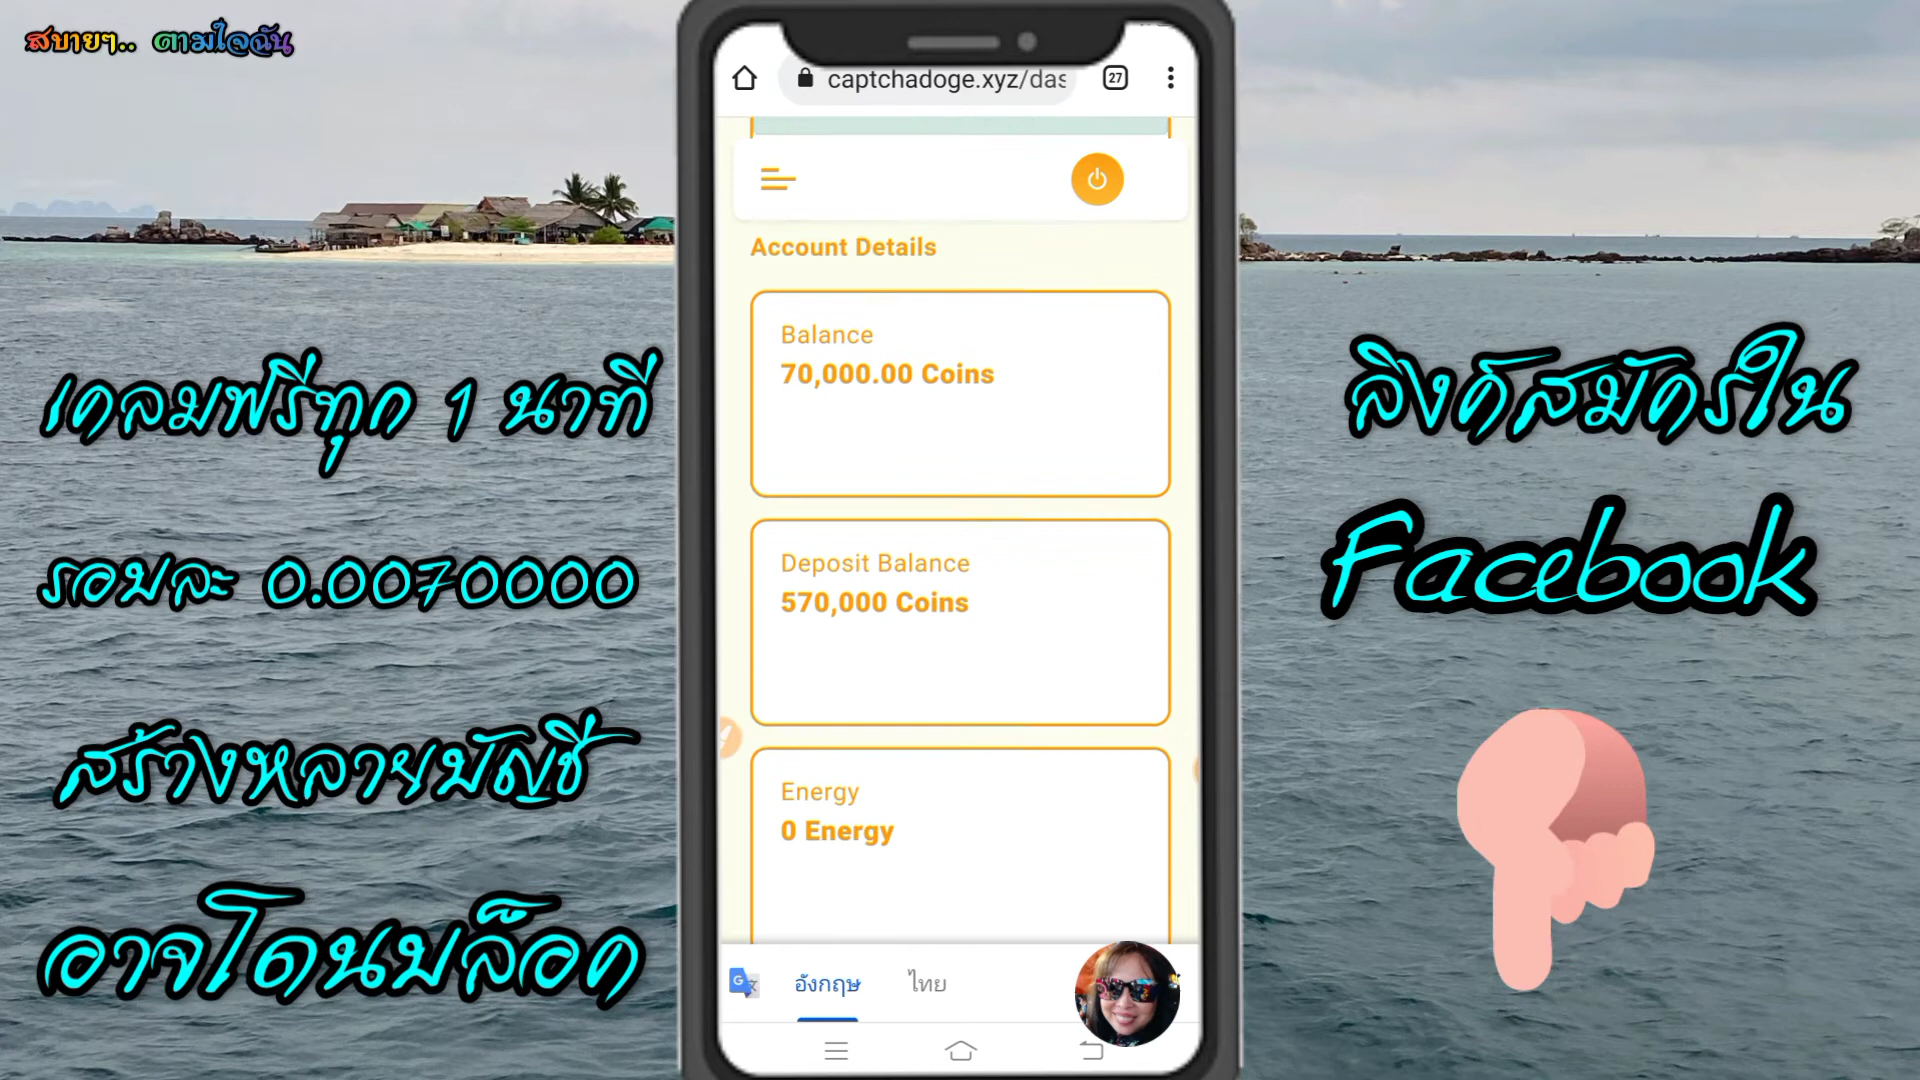 สบายๆ.. ตามใจฉัน
เคลมฟรีทุก 1 นาที
รอบละ 0.0070000
สร้างหลายบัญชี
อาจโดนบล็อค
captchadoge.xyz/das
27
Account Details
Balance
70,000.00 Coins
Deposit Balance
570,000 Coins
Energy
0 Energy
อังกฤษ ไทย
ลิงค์สมัครใน
Facebook